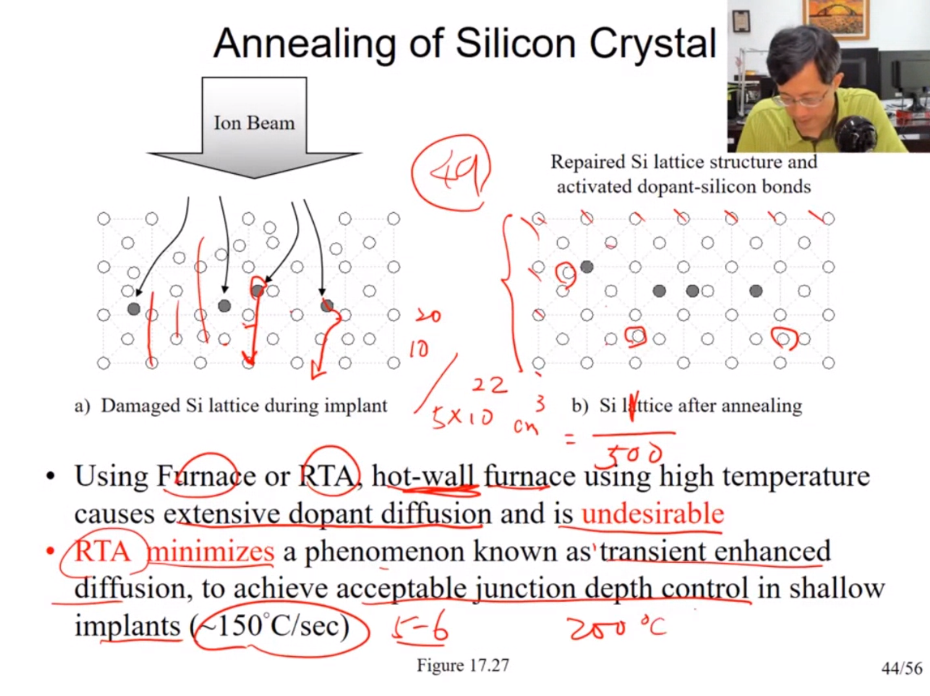 Annealing of Silicon Crystal
Ion Beam
49
Repaired Si lattice structure and
activated dopant-silicon bonds
20
10
22
5×10 cm 3
= 1/500
a) Damaged Si lattice during implant
b) Si lattice after annealing
• Using Furnace or RTA, hot-wall furnace using high temperature
causes extensive dopant diffusion and is undesirable
• RTA minimizes a phenomenon known as transient enhanced
diffusion, to achieve acceptable junction depth control in shallow
implants (~150°C/sec)
5-6
200°C
Figure 17.27
44/56